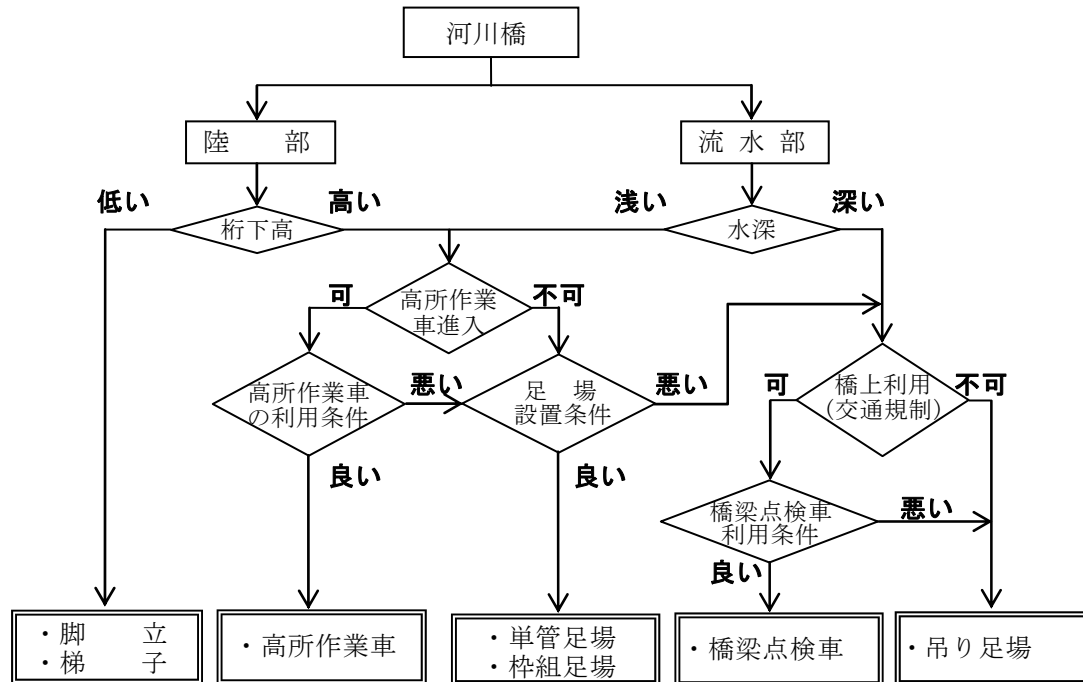 河川橋
陸　　部
流 水 部
低い
高い
浅い
深い
桁下高
水深
可
高所作業
車進入
不可
高所作業車
の利用条件
悪い
足　場
設置条件
悪い
可
橋上利用
(交通規制)
不可
良い
良い
橋梁点検車
利用条件
悪い
良い
・脚　　立
・梯　　子
・高所作業車
・単管足場
・枠組足場
・橋梁点検車
・吊り足場